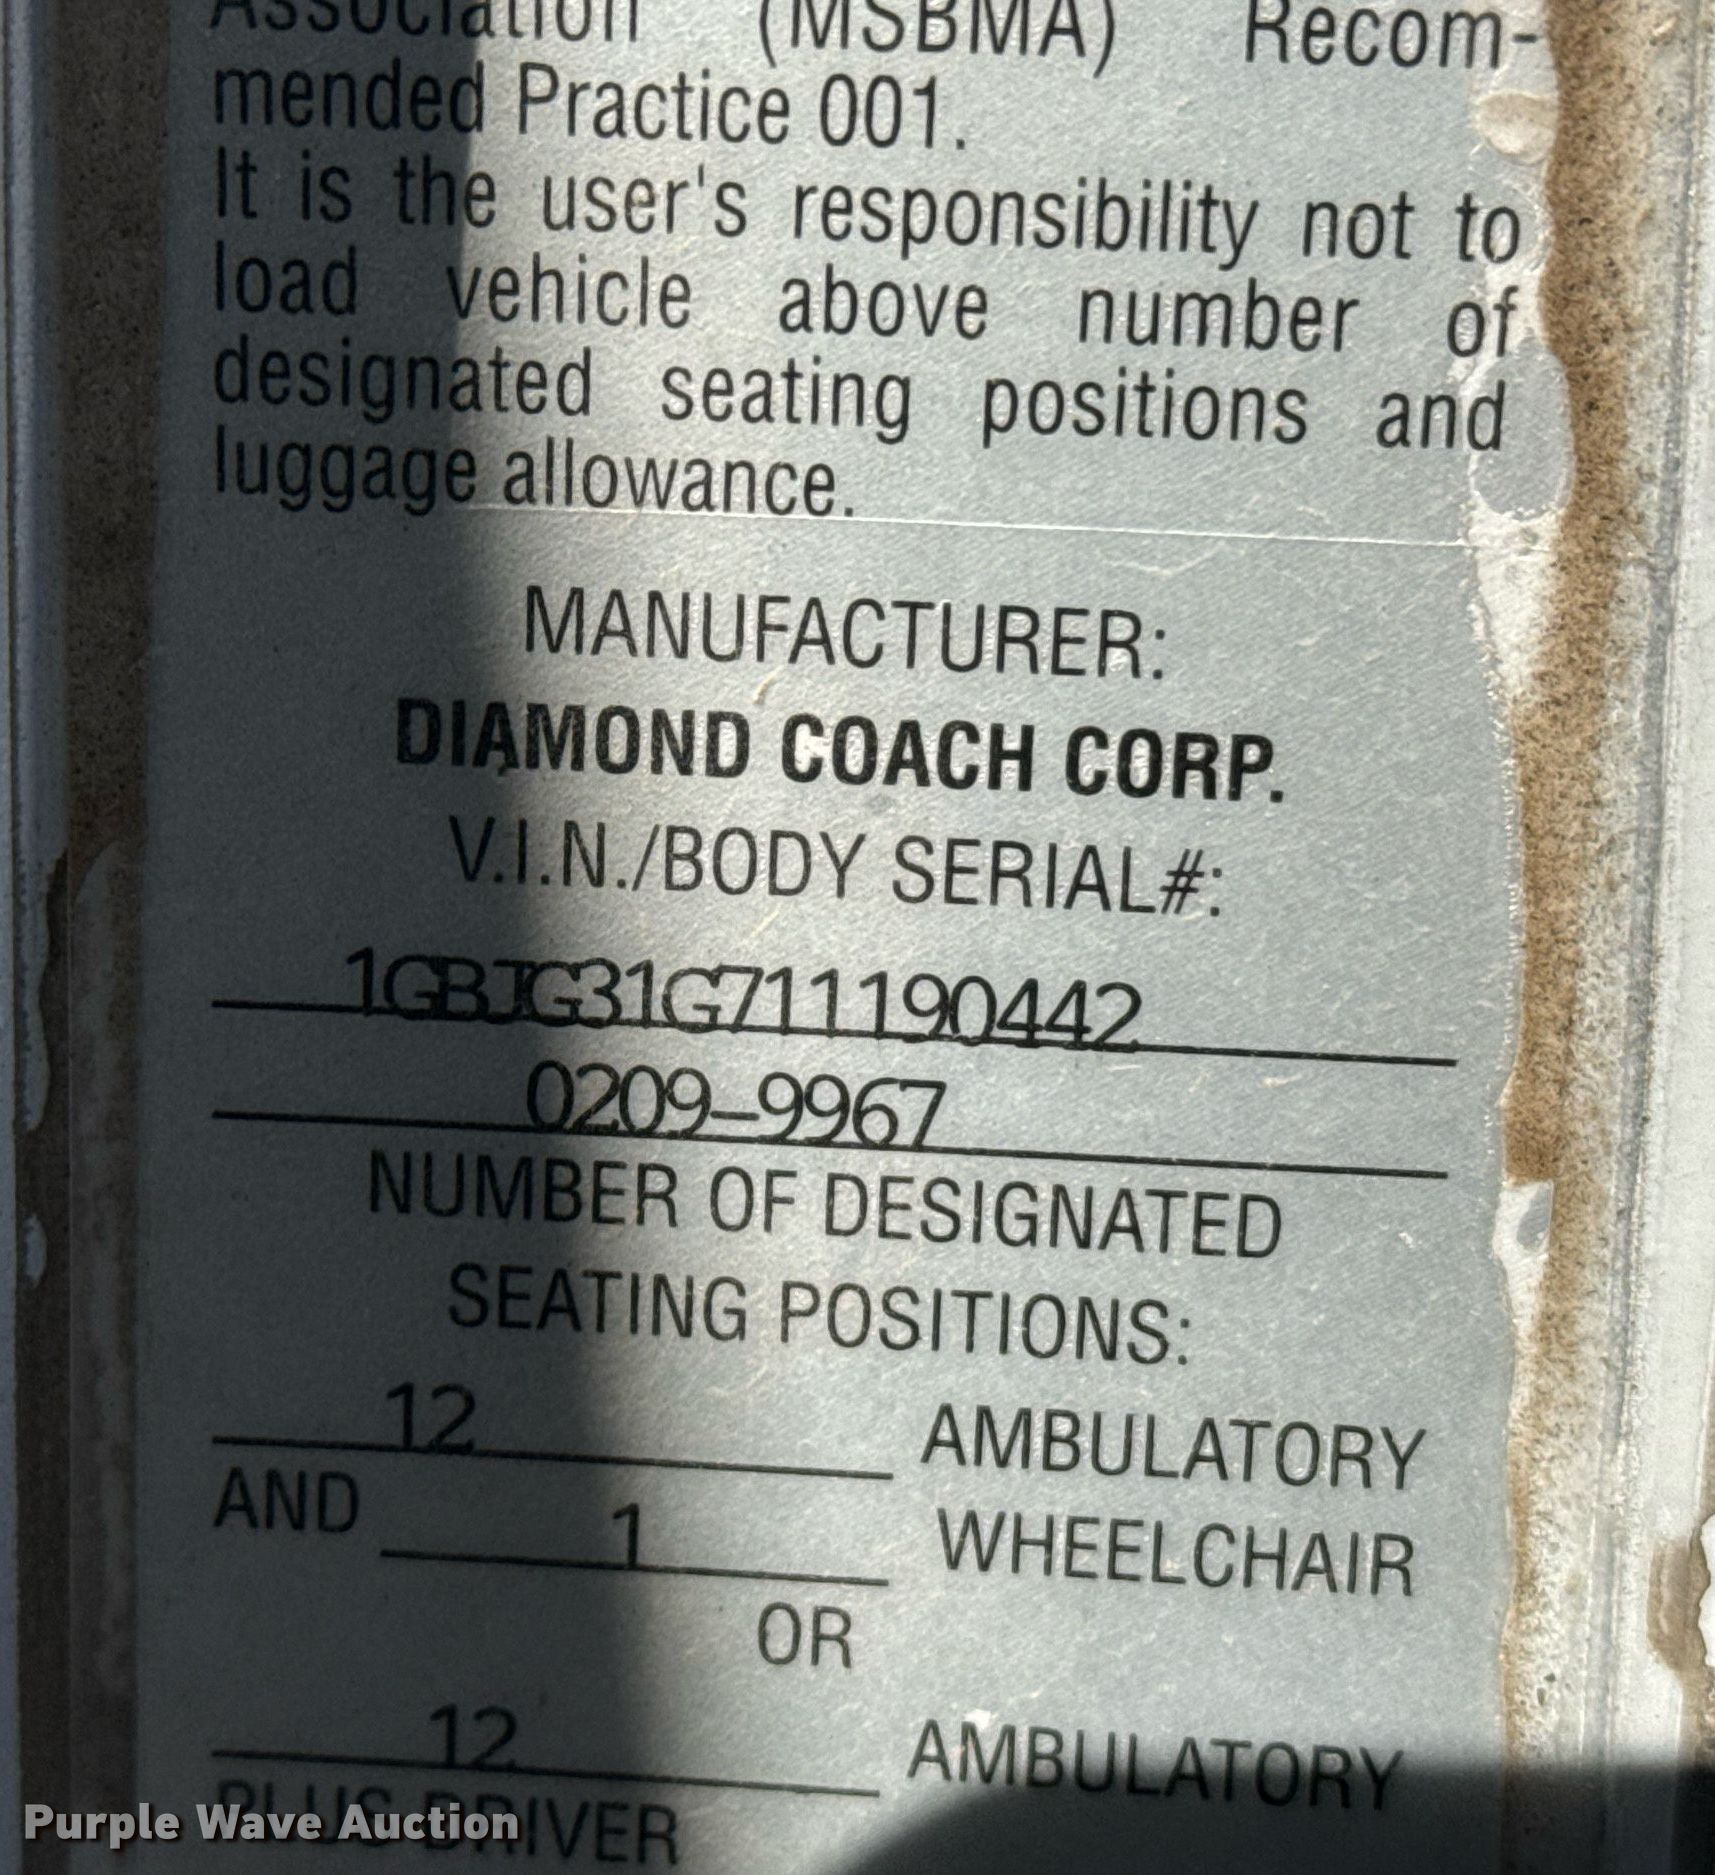 Association (MSBMA) Recom-
mended Practice 001.
It is the user's responsibility not to
load vehicle above number of
designated seating positions and
luggage allowance.
MANUFACTURER:
DIAMOND COACH CORP.
V.I.N./BODY SERIAL#:
1GBJG31G711190442
0209-9967
NUMBER OF DESIGNATED
SEATING POSITIONS:
12 AMBULATORY
AND 1 WHEELCHAIR
OR
12 AMBULATORY
PLUS DRIVER
Purple Wave Auction